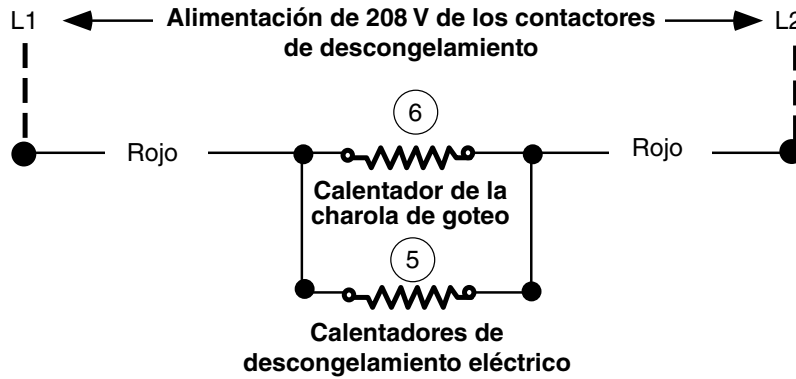 L1 Alimentación de 208 V de los contactores L2
de descongelamiento
6
Rojo Rojo
Calentador de la
charola de goteo
5
Calentadores de
descongelamiento eléctrico